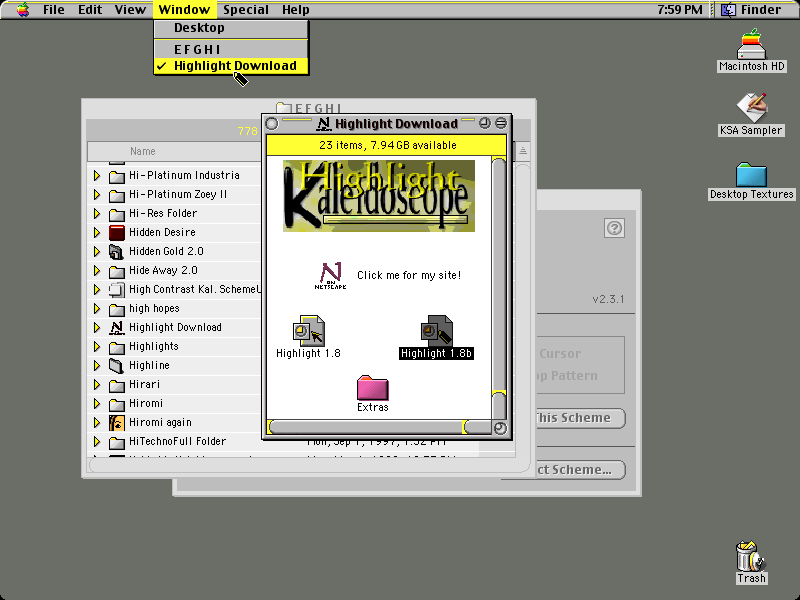 File Edit View Window Special Help 7:59 PM Finder
Desktop
E F G H I
✓ Highlight Download
Macintosh HD
KSA Sampler
Desktop Textures
Trash
E F G H I
778
Name
Hi-Platinum Industria
Hi-Platinum Zoey II
Hi-Res Folder
Hidden Desire
Hidden Gold 2.0
Hide Away 2.0
High Contrast Kal. Scheme
high hopes
Highlight Download
Highlights
Highline
Hirari
Hiromi
Hiromi again
HiTechnoFull Folder
Mon, Sep 1, 1997, 1:52 PM
Highlight Download
23 items, 7.94 GB available
Highlight
Kaleidoscope
N
ON
NETSCAPE
Click me for my site!
Highlight 1.8
Highlight 1.8b
Extras
?
v2.3.1
Cursor
Pattern
This Scheme
Scheme...